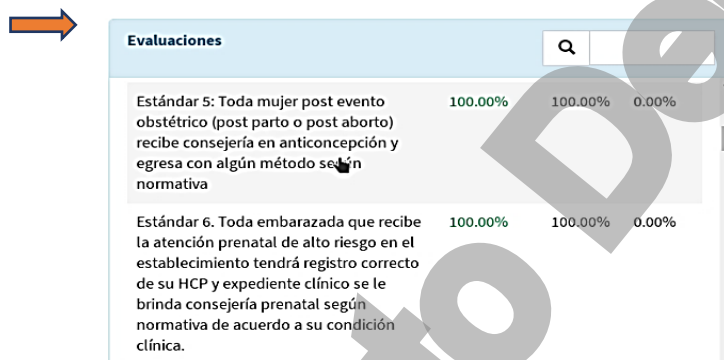 Evaluaciones
Estándar 5: Toda mujer post evento 100.00% 100.00% 0.00%
obstétrico (post parto o post aborto)
recibe consejería en anticoncepción y
egresa con algún método según
normativa
Estándar 6. Toda embarazada que recibe 100.00% 100.00% 0.00%
la atención prenatal de alto riesgo en el
establecimiento tendrá registro correcto
de su HCP y expediente clínico se le
brinda consejería prenatal según
normativa de acuerdo a su condición
clínica.
to De